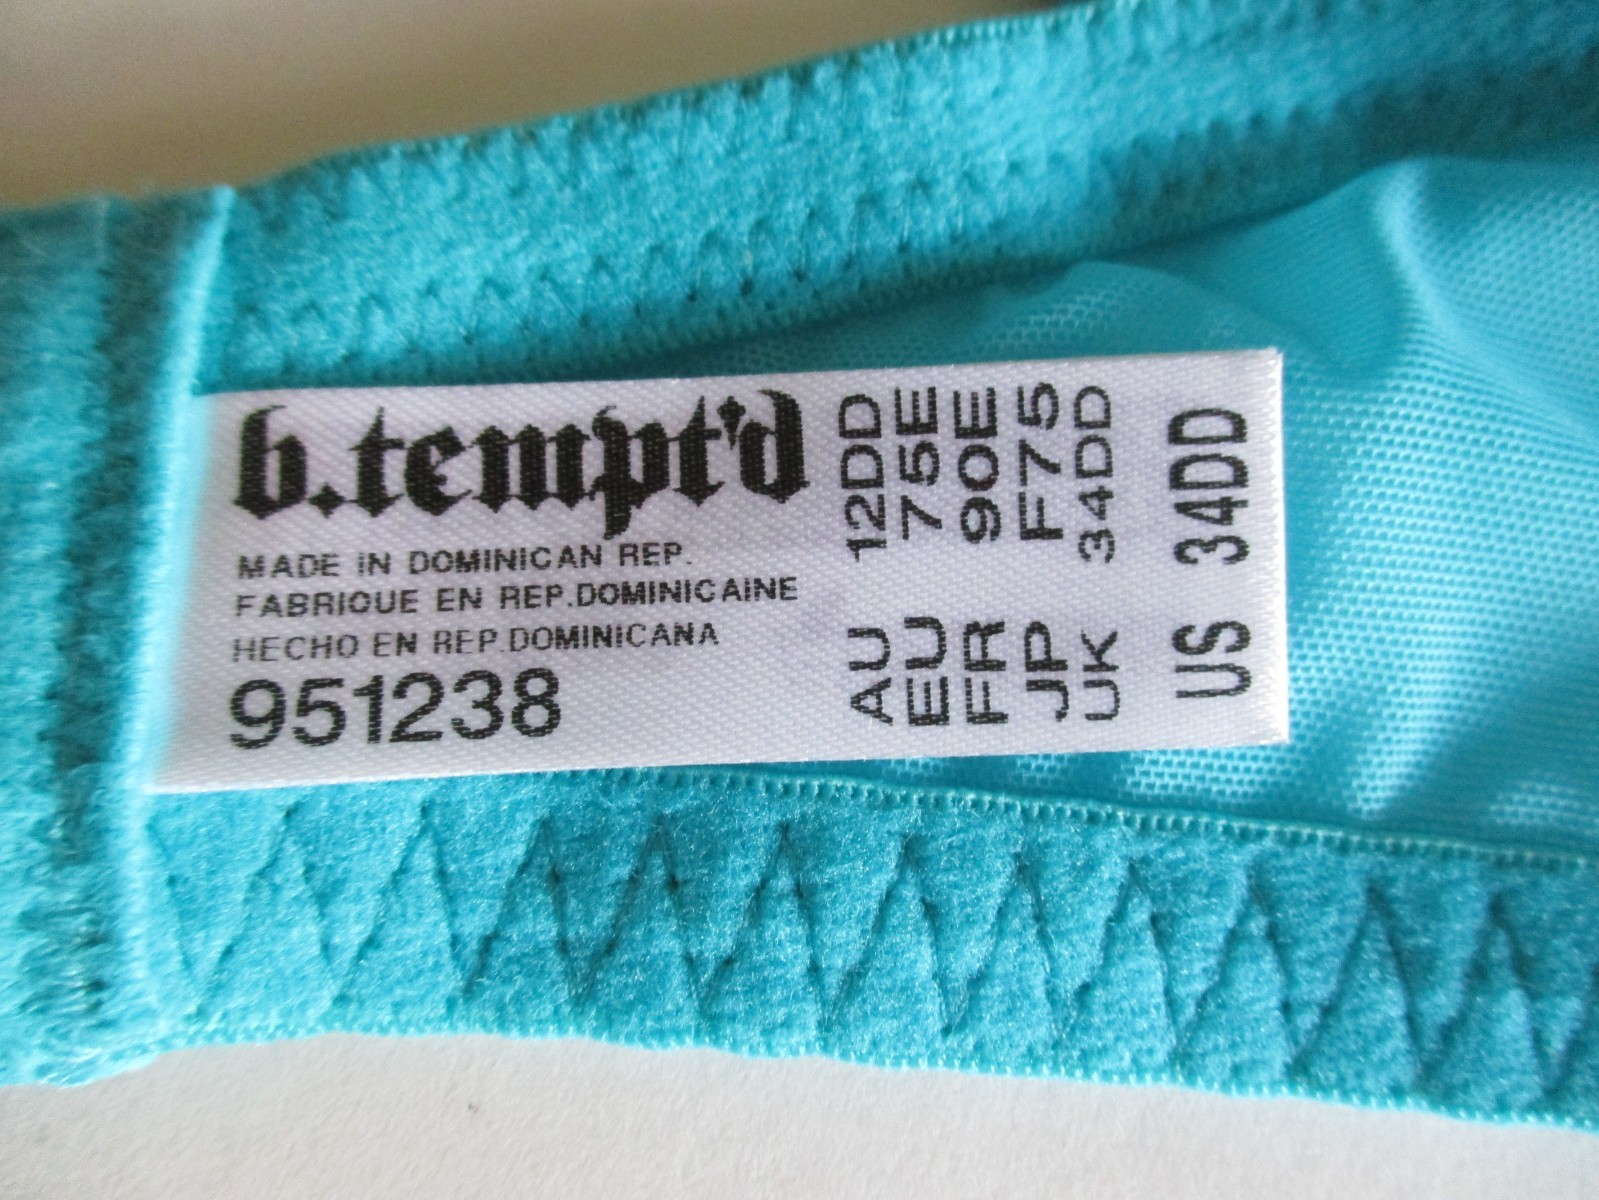 b.tempt'd
MADE IN DOMINICAN REP.
FABRIQUE EN REP.DOMINICAINE
HECHO EN REP.DOMINICANA
951238
AU 12DD
EU 75E
FR 90E
JP F75
UK 34DD
US 34DD